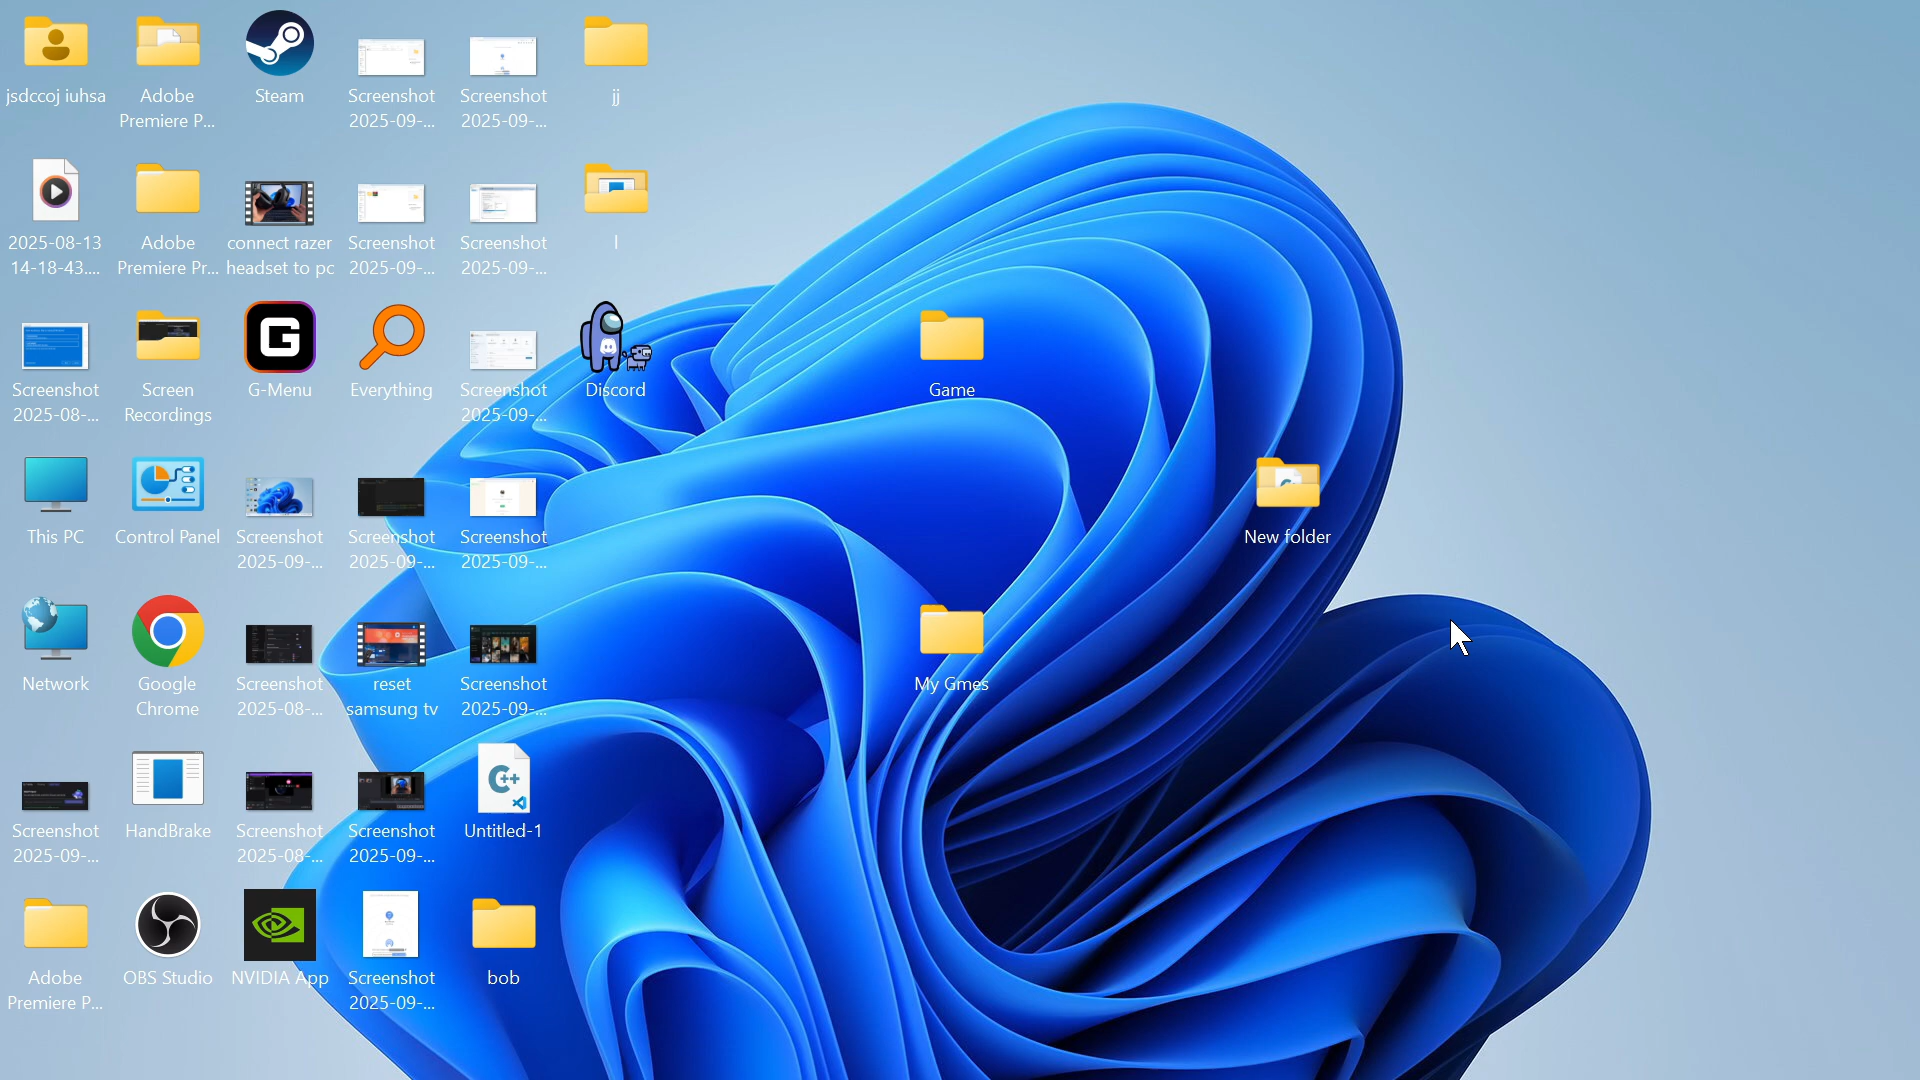 jsdccoj iuhsa
Adobe
Premiere P...
Steam
Screenshot
2025-09-...
Screenshot
2025-09-...
jj
2025-08-13
14-18-43....
Adobe
Premiere Pr...
connect razer
headset to pc
Screenshot
2025-09-...
Screenshot
2025-09-...
l
Screenshot
2025-08-...
Screen
Recordings
G-Menu
Everything
Screenshot
2025-09-...
Discord
Game
This PC
Control Panel
Screenshot
2025-09-...
Screenshot
2025-09-...
Screenshot
2025-09-...
New folder
Network
Google
Chrome
Screenshot
2025-08-...
reset
samsung tv
Screenshot
2025-09-...
My Gmes
Screenshot
2025-09-...
HandBrake
Screenshot
2025-08-...
Screenshot
2025-09-...
C++
Untitled-1
Adobe
Premiere P...
OBS Studio
NVIDIA App
Screenshot
2025-09-...
bob